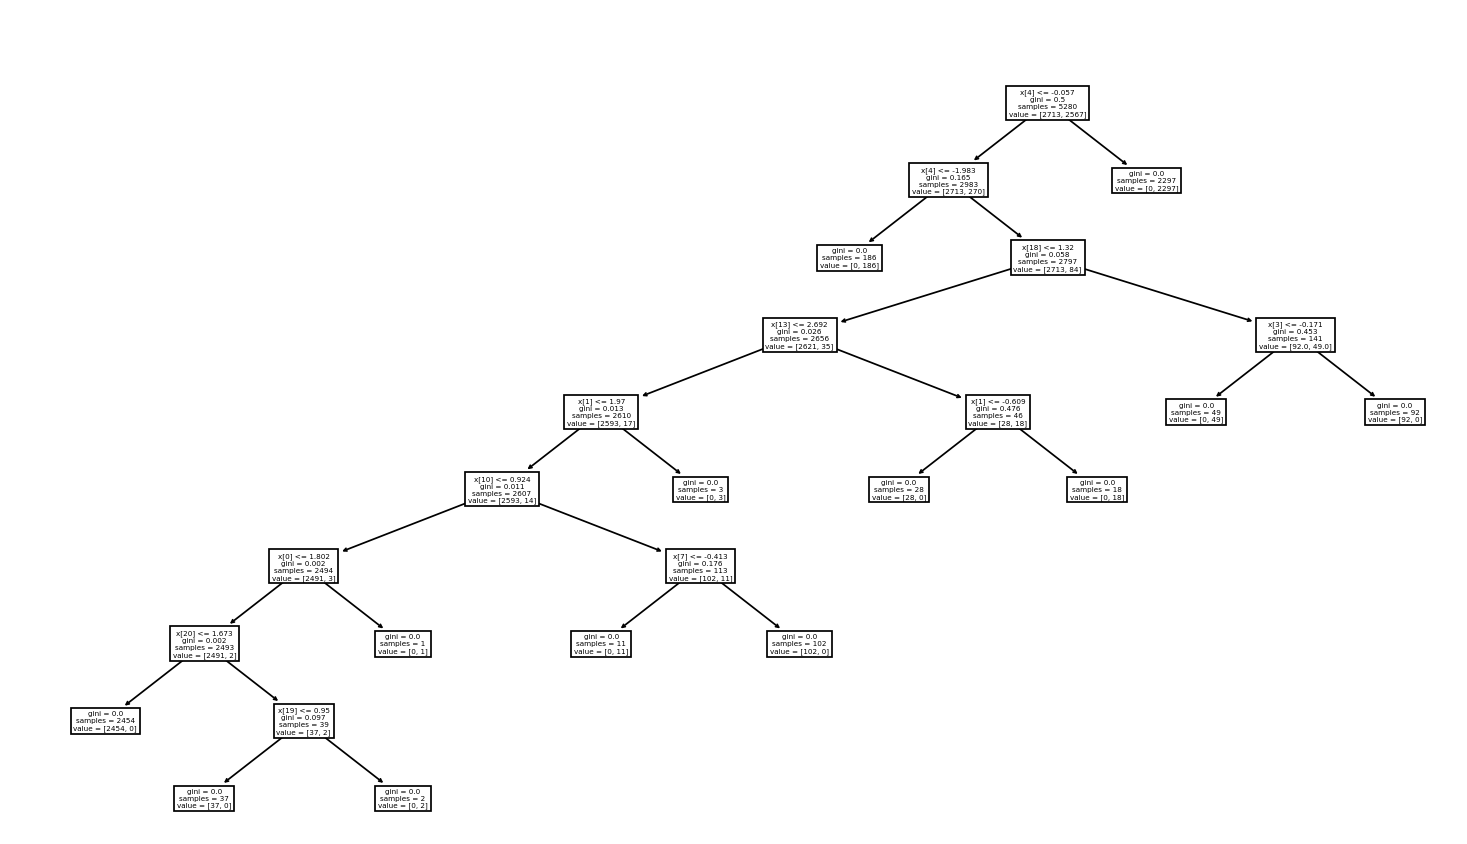 x[4] <= -0.057
gini = 0.5
samples = 5280
value = [2713, 2567]
x[4] <= -1.983
gini = 0.165
samples = 2983
value = [2713, 270]
gini = 0.0
samples = 2297
value = [0, 2297]
gini = 0.0
samples = 186
value = [0, 186]
x[18] <= 1.32
gini = 0.058
samples = 2797
value = [2713, 84]
x[13] <= 2.692
gini = 0.026
samples = 2656
value = [2621, 35]
x[3] <= -0.171
gini = 0.453
samples = 141
value = [92.0, 49.0]
x[1] <= 1.97
gini = 0.013
samples = 2610
value = [2593, 17]
x[1] <= -0.609
gini = 0.476
samples = 46
value = [28, 18]
gini = 0.0
samples = 49
value = [0, 49]
gini = 0.0
samples = 92
value = [92, 0]
x[10] <= 0.924
gini = 0.011
samples = 2607
value = [2593, 14]
gini = 0.0
samples = 3
value = [0, 3]
gini = 0.0
samples = 28
value = [28, 0]
gini = 0.0
samples = 18
value = [0, 18]
x[0] <= 1.802
gini = 0.002
samples = 2494
value = [2491, 3]
x[7] <= -0.413
gini = 0.176
samples = 113
value = [102, 11]
x[20] <= 1.673
gini = 0.002
samples = 2493
value = [2491, 2]
gini = 0.0
samples = 1
value = [0, 1]
gini = 0.0
samples = 11
value = [0, 11]
gini = 0.0
samples = 102
value = [102, 0]
gini = 0.0
samples = 2454
value = [2454, 0]
x[19] <= 0.95
gini = 0.097
samples = 39
value = [37, 2]
gini = 0.0
samples = 37
value = [37, 0]
gini = 0.0
samples = 2
value = [0, 2]